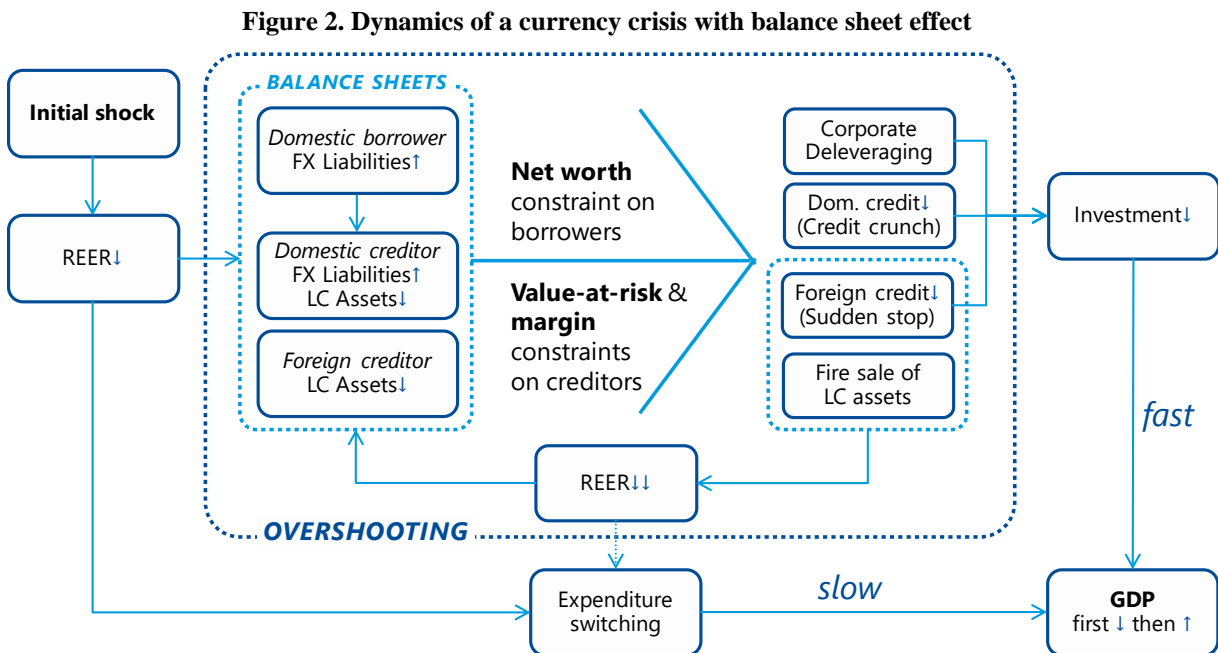 Figure 2. Dynamics of a currency crisis with balance sheet effect
Initial shock
REER↓
BALANCE SHEETS
Domestic borrower
FX Liabilities↑
Domestic creditor
FX Liabilities↑
LC Assets↓
Foreign creditor
LC Assets↓
Net worth
constraint on
borrowers
Value-at-risk &
margin
constraints
on creditors
Corporate
Deleveraging
Dom. credit↓
(Credit crunch)
Foreign credit↓
(Sudden stop)
Fire sale of
LC assets
Investment↓
fast
REER↓↓
OVERSHOOTING
Expenditure
switching
slow
GDP
first ↓ then ↑